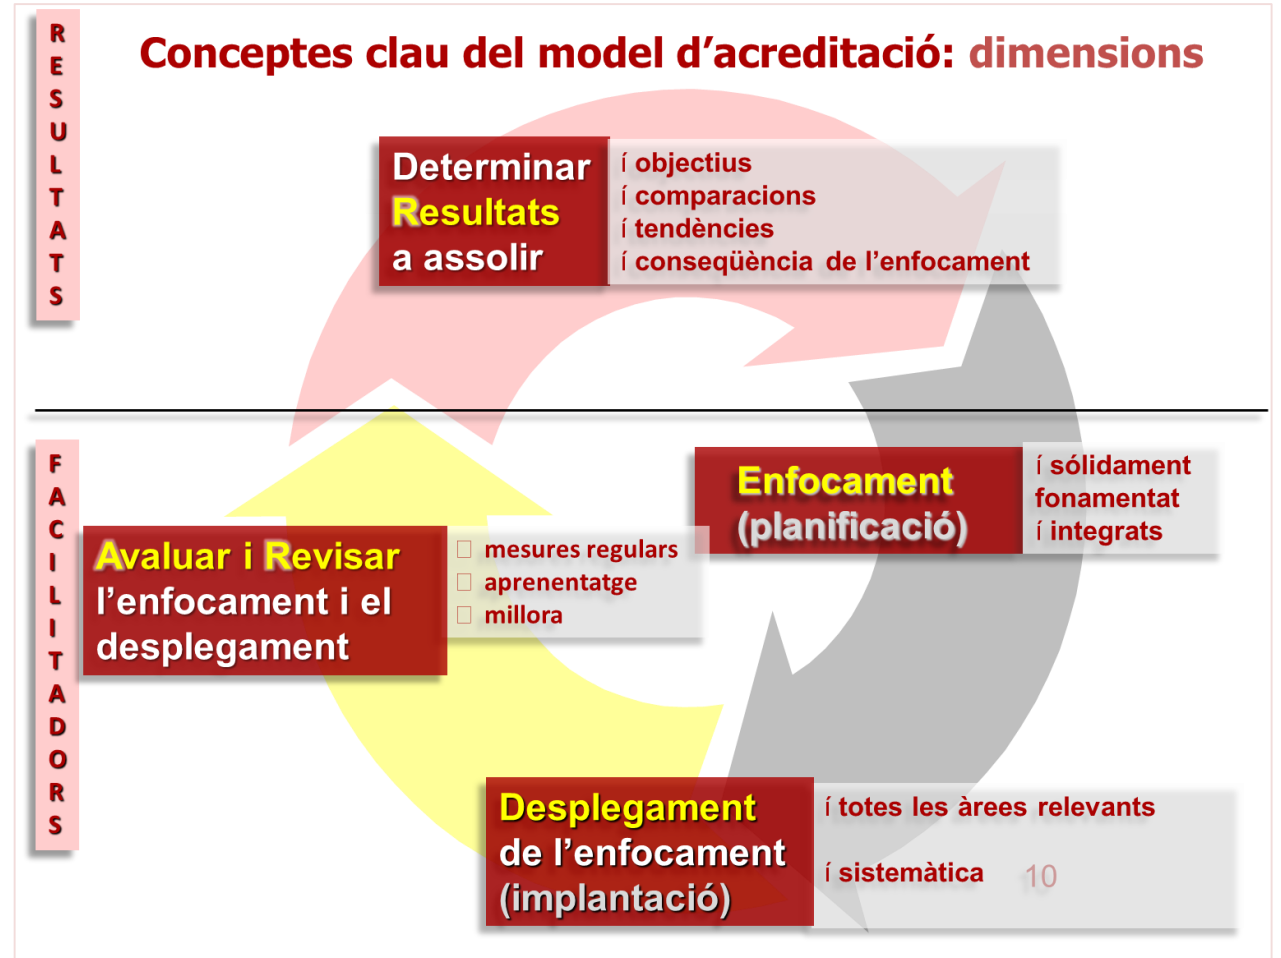 RESULTATS
Conceptes clau del model d’acreditació: dimensions
Determinar
Resultats
a assolir
í objectius
í comparacions
í tendències
í conseqüència de l’enfocament
FACILITADORS
Enfocament
(planificació)
í sólidament
fonamentat
í integrats
Avaluar i Revisar
l’enfocament i el
desplegament
mesures regulars
aprenentatge
millora
Desplegament
de l’enfocament
(implantació)
í totes les àrees relevants
í sistemàtica
10